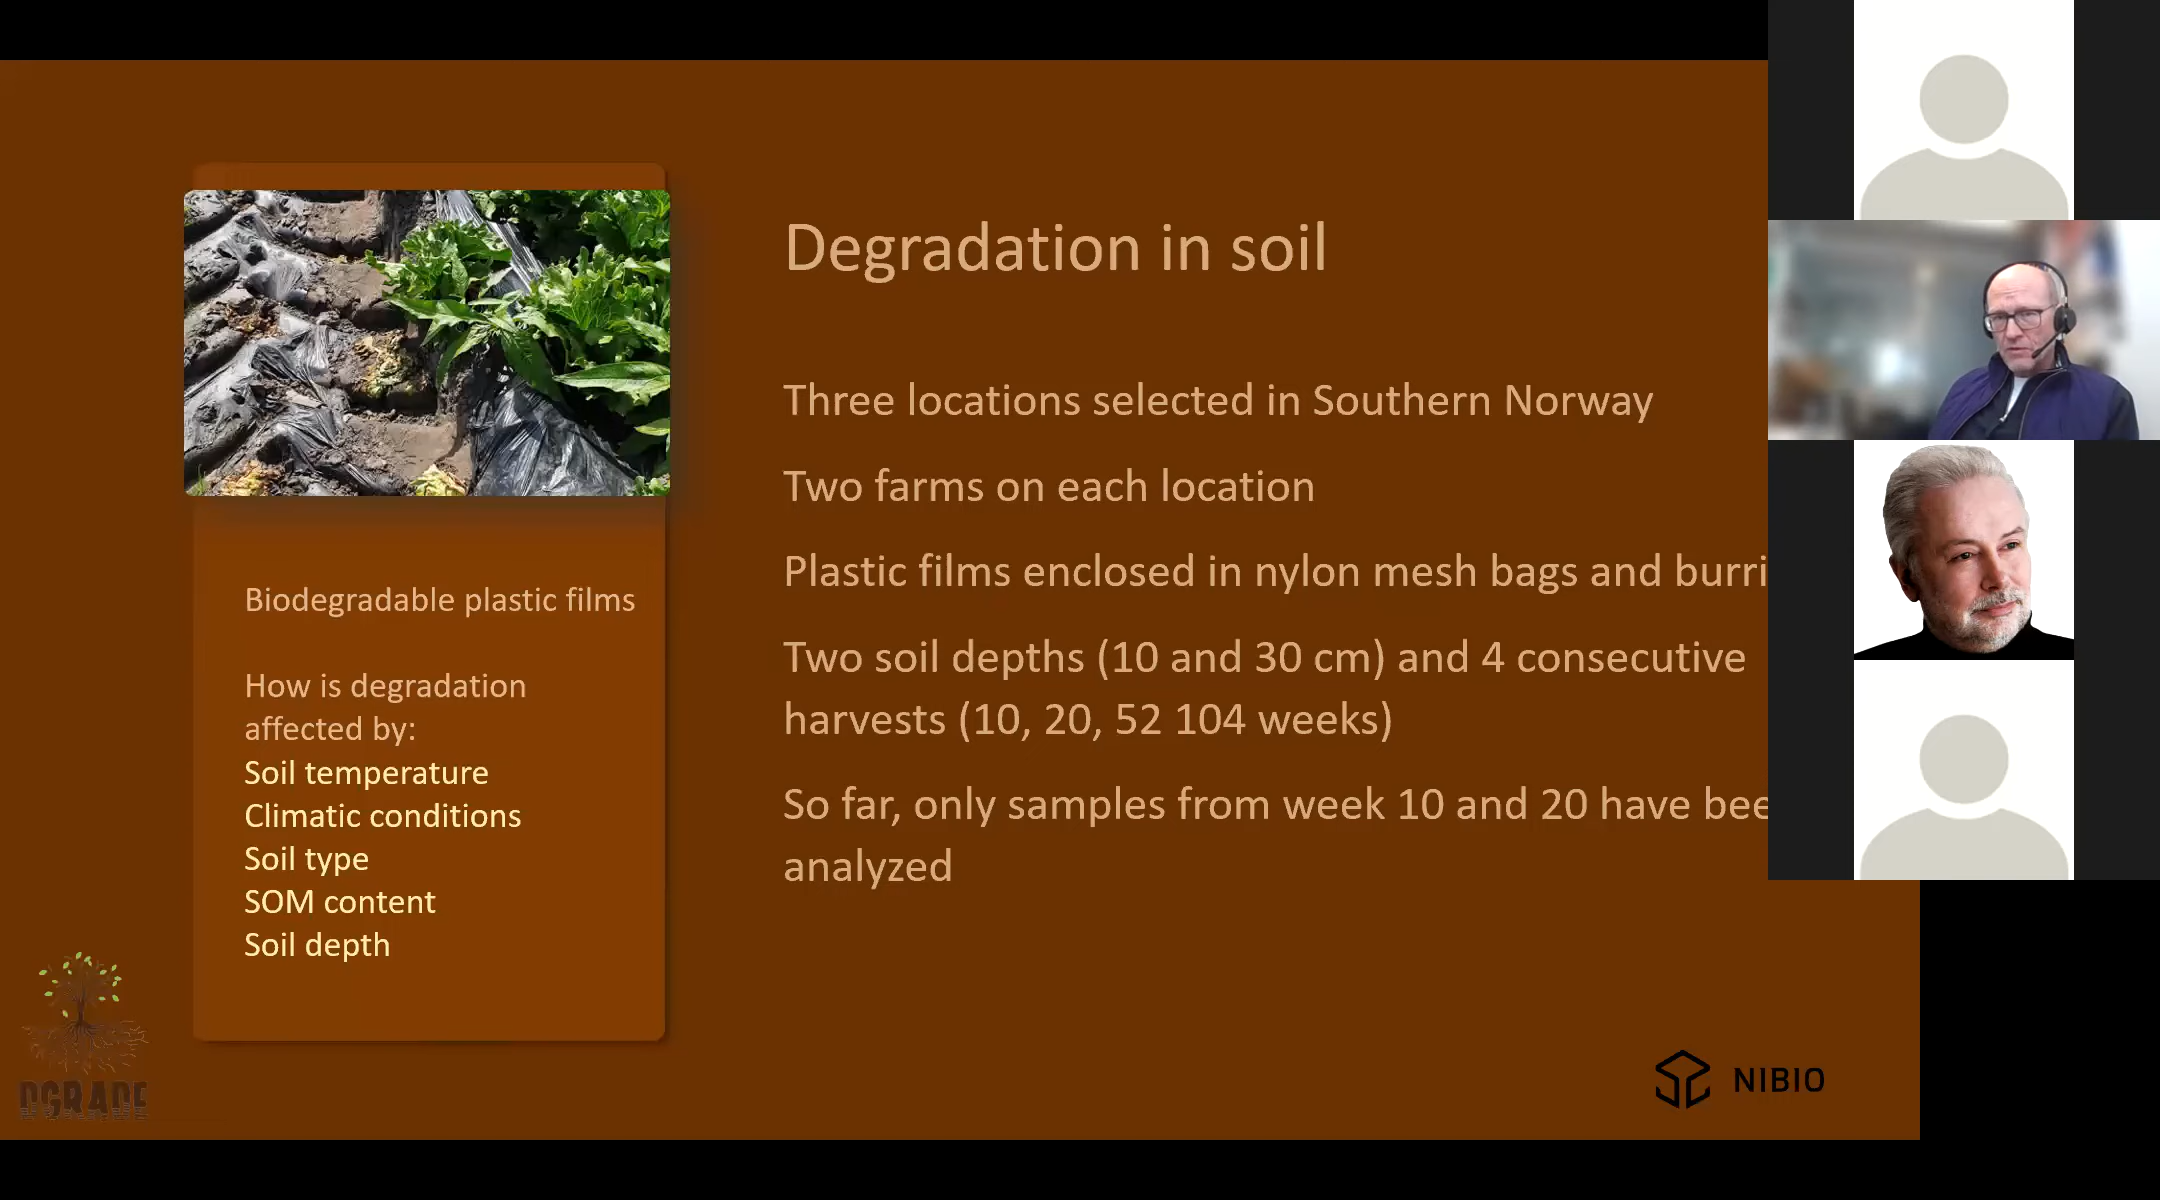 Degradation in soil
Three locations selected in Southern Norway
Two farms on each location
Plastic films enclosed in nylon mesh bags and burri
Two soil depths (10 and 30 cm) and 4 consecutive
harvests (10, 20, 52 104 weeks)
So far, only samples from week 10 and 20 have bee
analyzed
Biodegradable plastic films
How is degradation
affected by:
Soil temperature
Climatic conditions
Soil type
SOM content
Soil depth
DGRADE
NIBIO